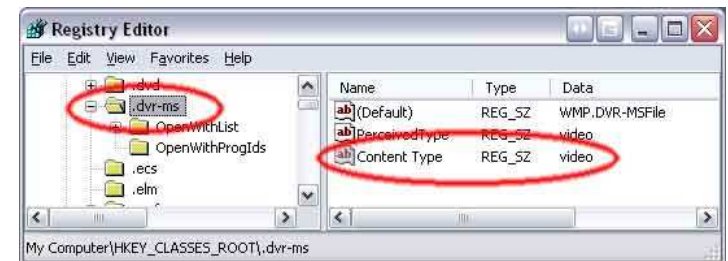 Registry Editor
File Edit View Favorites Help
.dvd
.dvr-ms
OpenWithList
OpenWithProgIds
.ecs
.elm
Name Type Data
(Default) REG_SZ WMP.DVR-MSFile
PerceivedType REG_SZ video
Content Type REG_SZ video
My Computer\HKEY_CLASSES_ROOT\.dvr-ms